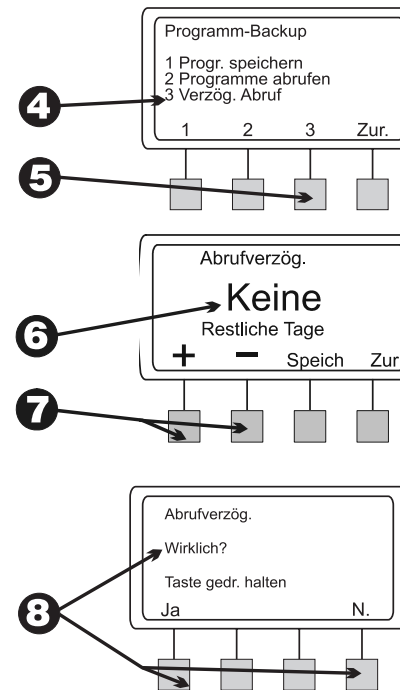 Programm-Backup
1 Progr. speichern
2 Programme abrufen
3 Verzög. Abruf
1 2 3 Zur.
4
5
Abrufverzög.
Keine
Restliche Tage
+ − Speich Zur
6
7
Abrufverzög.
Wirklich?
Taste gedr. halten
Ja N.
8